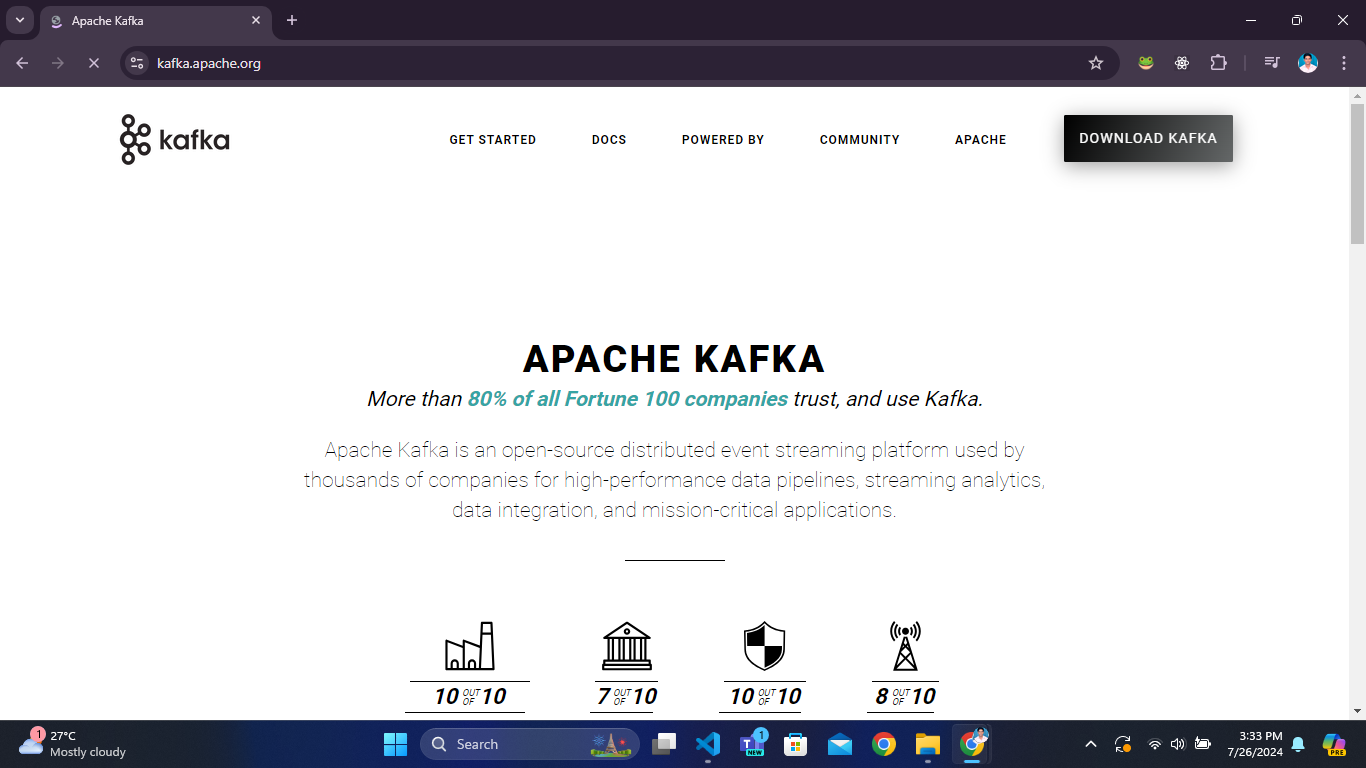 Apache Kafka
kafka.apache.org
kafka
GET STARTED
DOCS
POWERED BY
COMMUNITY
APACHE
DOWNLOAD KAFKA
APACHE KAFKA
More than 80% of all Fortune 100 companies trust, and use Kafka.
Apache Kafka is an open-source distributed event streaming platform used by
thousands of companies for high-performance data pipelines, streaming analytics,
data integration, and mission-critical applications.
10 OUT OF 10
7 OUT OF 10
10 OUT OF 10
8 OUT OF 10
1
27°C
Mostly cloudy
Search
T
1
NEW
3:33 PM
7/26/2024
PRE